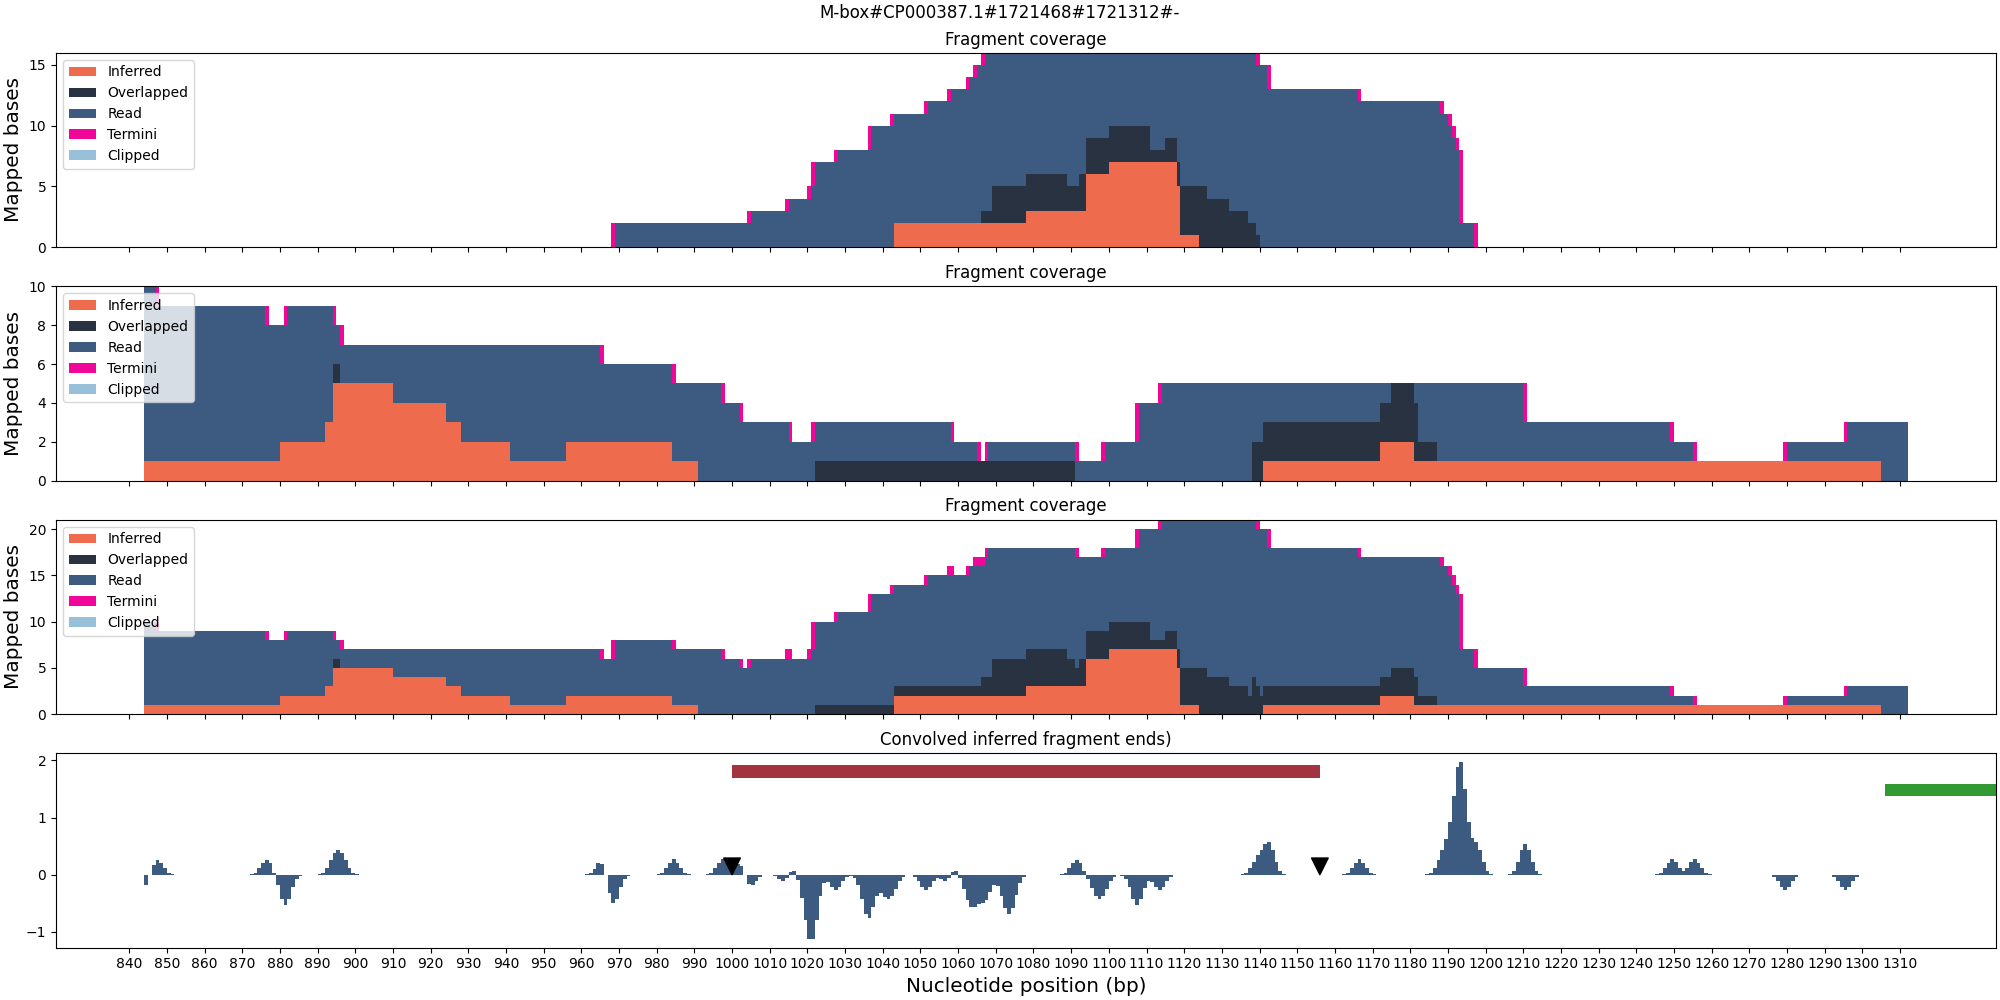 M-box#CP000387.1#1721468#1721312#-
Fragment coverage
Mapped bases
15
10
5
0
Inferred
Overlapped
Read
Termini
Clipped
Fragment coverage
Mapped bases
10
8
6
4
2
0
Inferred
Overlapped
Read
Termini
Clipped
Fragment coverage
Mapped bases
20
15
10
5
0
Inferred
Overlapped
Read
Termini
Clipped
Convolved inferred fragment ends)
2
1
0
−1
840 850 860 870 880 890 900 910 920 930 940 950 960 970 980 990 1000 1010 1020 1030 1040 1050 1060 1070 1080 1090 1100 1110 1120 1130 1140 1150 1160 1170 1180 1190 1200 1210 1220 1230 1240 1250 1260 1270 1280 1290 1300 1310
Nucleotide position (bp)